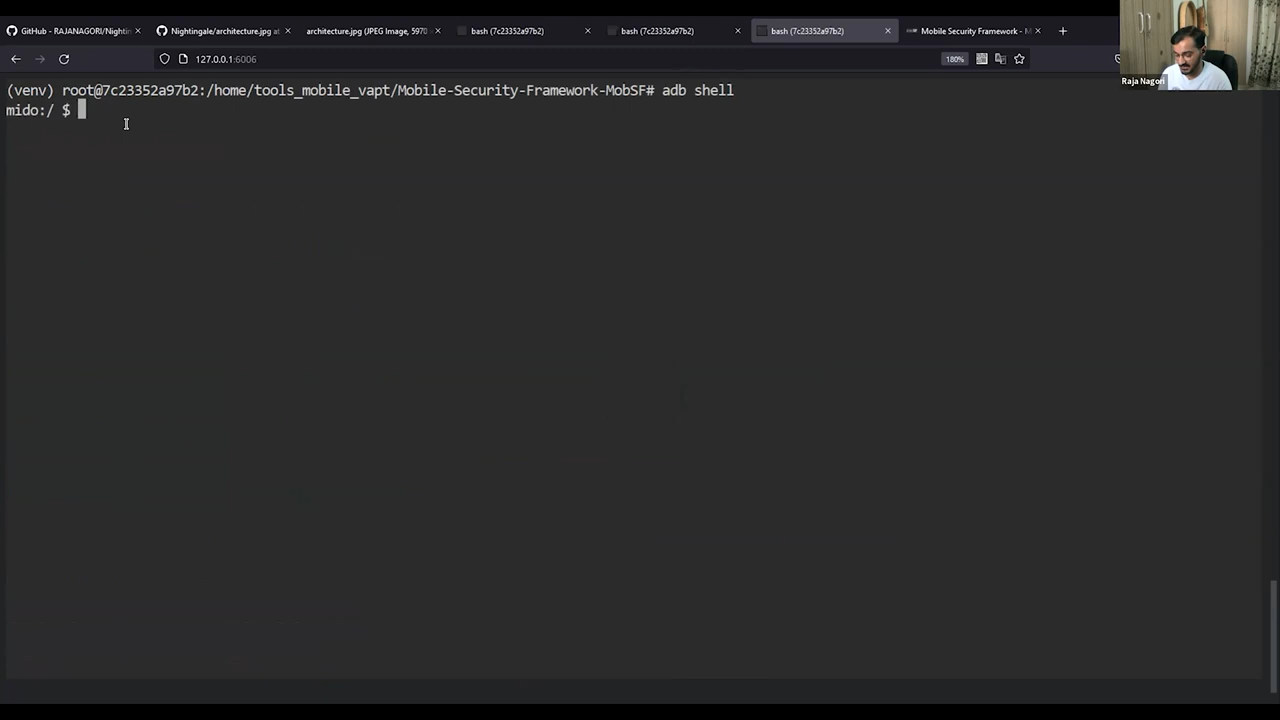 GitHub - RAJANAGORI/Nightin
Nightingale/architecture.jpg at
architecture.jpg (JPEG Image, 5970
bash (7c23352a97b2)
bash (7c23352a97b2)
bash (7c23352a97b2)
Mobile Security Framework - M
127.0.0.1:6006
180%
Raja Nagori
(venv) root@7c23352a97b2:/home/tools_mobile_vapt/Mobile-Security-Framework-MobSF# adb shell
mido:/ $